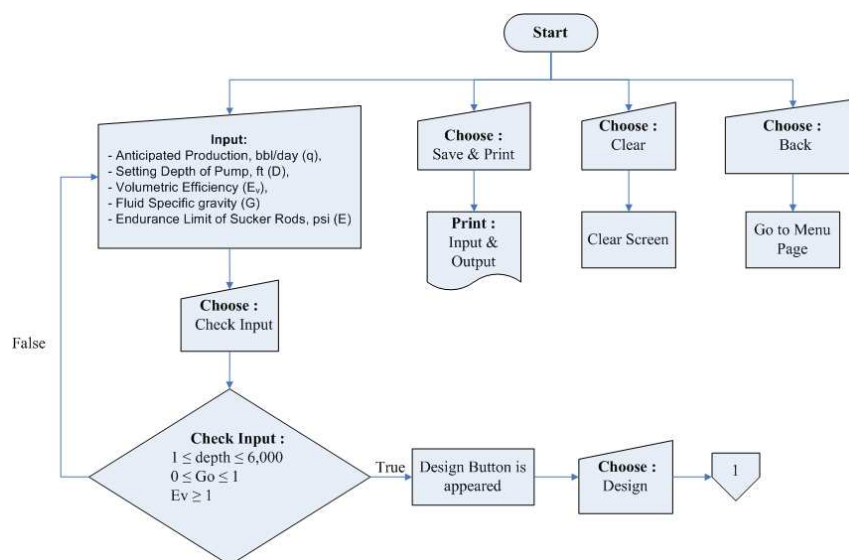 Start
Input:
- Anticipated Production, bbl/day (q),
- Setting Depth of Pump, ft (D),
- Volumetric Efficiency (Ev),
- Fluid Specific gravity (G)
- Endurance Limit of Sucker Rods, psi (E)
Choose :
Save & Print
Choose :
Clear
Choose :
Back
Print :
Input &
Output
Clear Screen
Go to Menu
Page
Choose :
Check Input
False
Check Input :
1 ≤ depth ≤ 6,000
0 ≤ Go ≤ 1
Ev ≥ 1
True
Design Button is
appeared
Choose :
Design
1